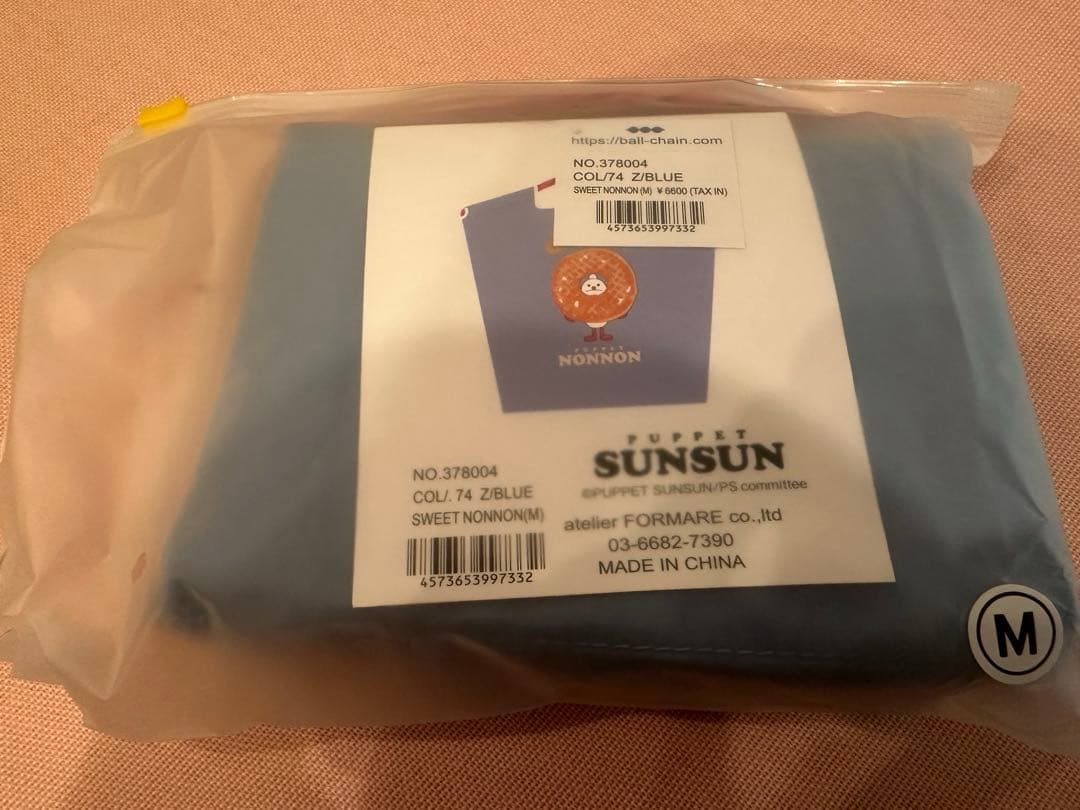 https://ball-chain.com
NO.378004
COL/74 Z/BLUE
SWEET NONNON (M) ¥6600 (TAX IN)
4573653997332
PUPPET
NONNON
PUPPET
SUNSUN
©PUPPET SUNSUN/PS committee
NO.378004
COL/. 74 Z/BLUE
SWEET NONNON(M)
4573653997332
atelier FORMARE co.,ltd
03-6682-7390
MADE IN CHINA
M